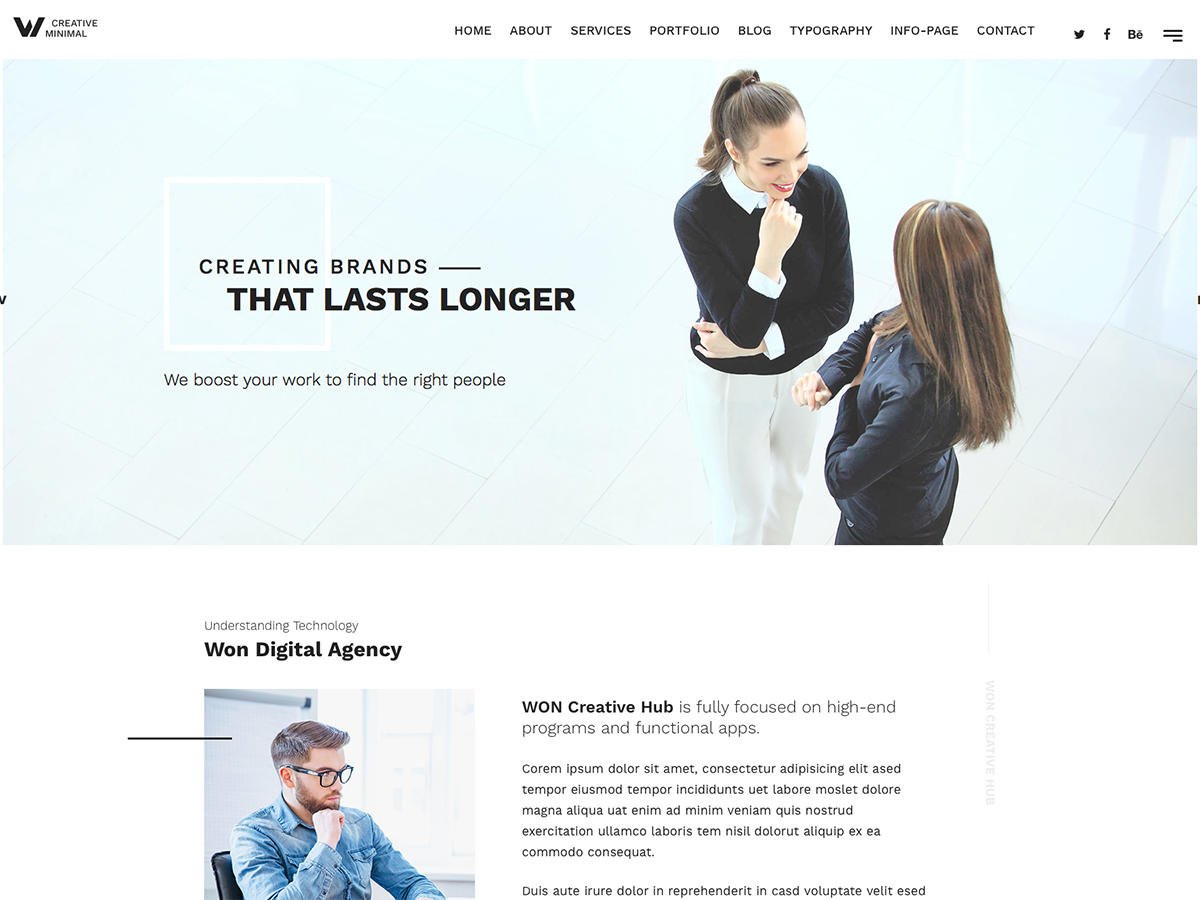 CREATIVE
MINIMAL
HOME ABOUT SERVICES PORTFOLIO BLOG TYPOGRAPHY INFO-PAGE CONTACT
CREATING BRANDS
THAT LASTS LONGER
We boost your work to find the right people
Understanding Technology
Won Digital Agency
WON Creative Hub is fully focused on high-end
programs and functional apps.
Corem ipsum dolor sit amet, consectetur adipisicing elit ased
tempor eiusmod tempor incididunts uet labore moslet dolore
magna aliqua uat enim ad minim veniam quis nostrud
exercitation ullamco laboris tem nisil dolorut aliquip ex ea
commodo consequat.
Duis aute irure dolor in reprehenderit in casd voluptate velit esed
WON CREATIVE HUB